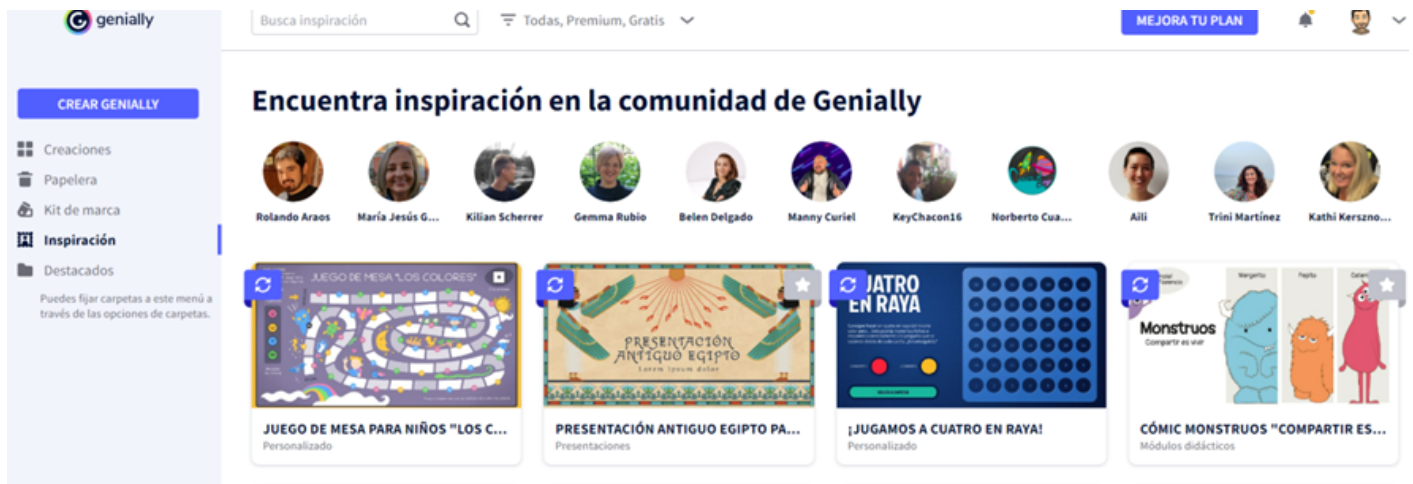 genially
Busca inspiración
Todas, Premium, Gratis
MEJORA TU PLAN
CREAR GENIALLY
Creaciones
Papelera
Kit de marca
Inspiración
Destacados
Puedes fijar carpetas a este menú a
través de las opciones de carpetas.
Encuentra inspiración en la comunidad de Genially
Rolando Araos
María Jesús G...
Kilian Scherrer
Gemma Rubio
Belen Delgado
Manny Curiel
KeyChacon16
Norberto Cua...
Aili
Trini Martínez
Kathi Kerszno...
JUEGO DE MESA "LOS COLORES"
JUEGO DE MESA PARA NIÑOS "LOS C...
Personalizado
PRESENTACIÓN
ANTIGUO EGIPTO
Lorem ipsum dolor
PRESENTACIÓN ANTIGUO EGIPTO PA...
Presentaciones
UATRO
EN RAYA
¡JUGAMOS A CUATRO EN RAYA!
Personalizado
Margarito
Pepito
Monstruos
Compartir es vivir
CÓMIC MONSTRUOS "COMPARTIR ES...
Módulos didácticos